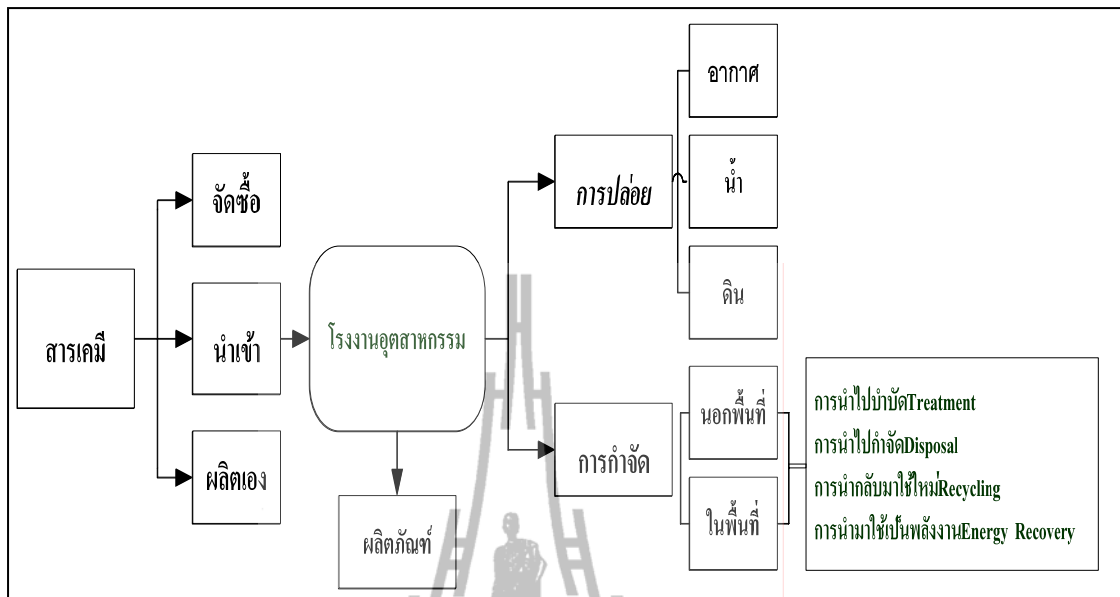 สารเคมี
จัดซื้อ
นำเข้า
ผลิตเอง
โรงงานอุตสาหกรรม
ผลิตภัณฑ์
การปล่อย
อากาศ
น้ำ
ดิน
การกำจัด
นอกพื้นที่
ในพื้นที่
การนำไปบำบัดTreatment
การนำไปกำจัดDisposal
การนำกลับมาใช้ใหม่Recycling
การนำมาใช้เป็นพลังงานEnergy Recovery